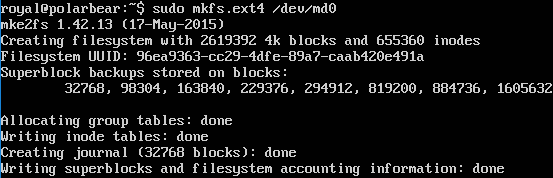 royal@polarbear:~$ sudo mkfs.ext4 /dev/md0
mke2fs 1.42.13 (17-May-2015)
Creating filesystem with 2619392 4k blocks and 655360 inodes
Filesystem UUID: 96ea9363-cc29-4dfe-89a7-caab420e491a
Superblock backups stored on blocks:
32768, 98304, 163840, 229376, 294912, 819200, 884736, 1605632
Allocating group tables: done
Writing inode tables: done
Creating journal (32768 blocks): done
Writing superblocks and filesystem accounting information: done